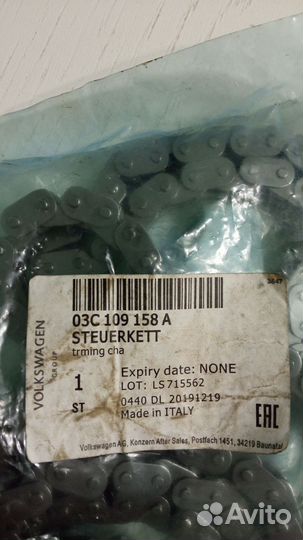 3647
VOLKSWAGEN
GROUP
03C 109 158 A
STEUERKETT
trming cha
1
ST
Expiry date: NONE
LOT: LS715562
0440 DL 20191219
Made in ITALY
EAC
Volkswagen AG, Konzern After Sales, Postfach 1451, 34219 Baunatal
Avito